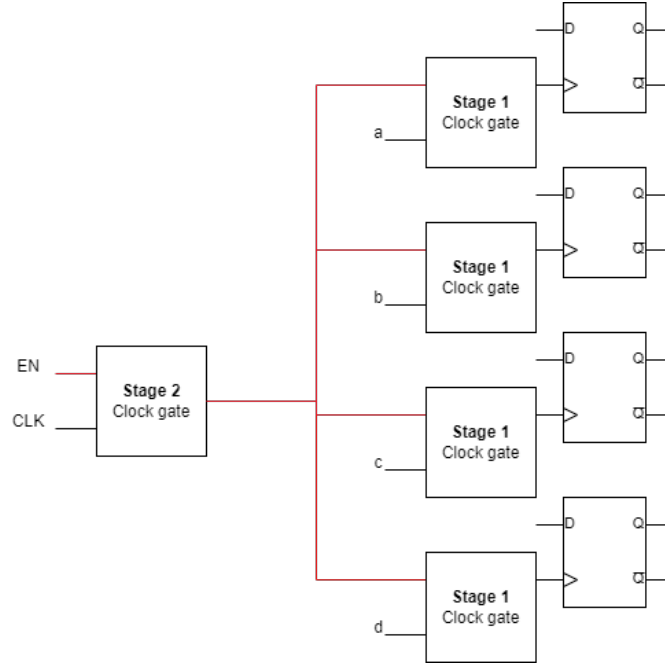 D Q
Q
Stage 1
Clock gate
a
D Q
Q
Stage 1
Clock gate
b
EN
Stage 2
Clock gate
CLK
D Q
Q
Stage 1
Clock gate
c
D Q
Q
Stage 1
Clock gate
d